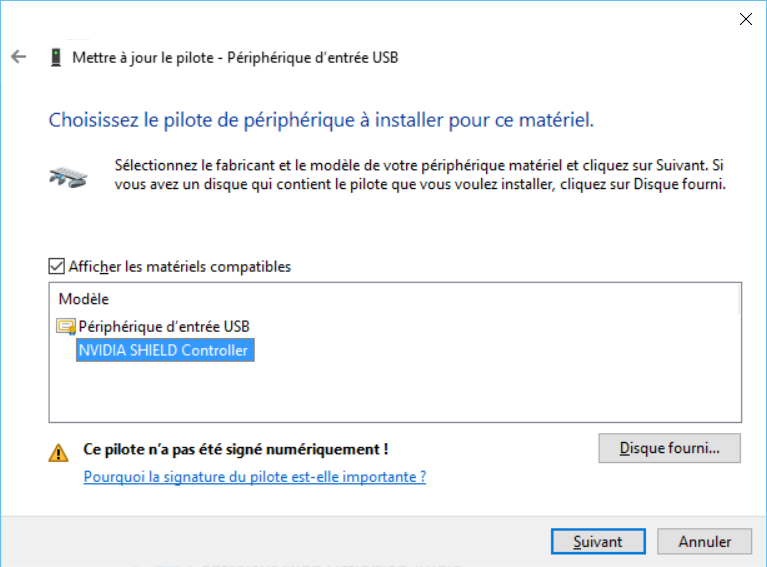 Mettre à jour le pilote - Périphérique d’entrée USB
Choisissez le pilote de périphérique à installer pour ce matériel.
Sélectionnez le fabricant et le modèle de votre périphérique matériel et cliquez sur Suivant. Si
vous avez un disque qui contient le pilote que vous voulez installer, cliquez sur Disque fourni.
Afficher les matériels compatibles
Modèle
Périphérique d’entrée USB
NVIDIA SHIELD Controller
Ce pilote n’a pas été signé numériquement !
Disque fourni...
Pourquoi la signature du pilote est-elle importante ?
Suivant
Annuler